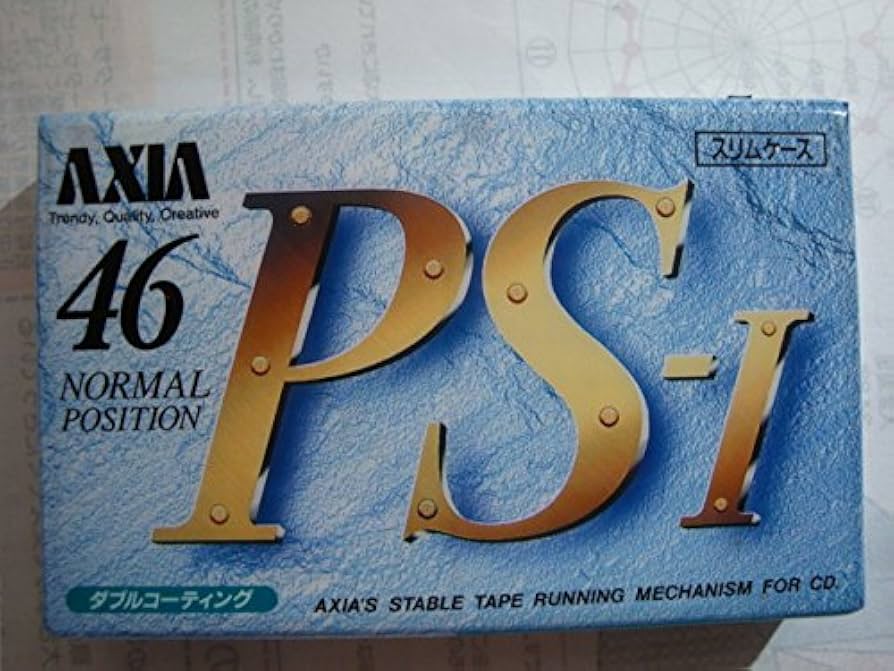 AXIA
Trendy, Quality, Creative
スリムケース
46
NORMAL
POSITION
PS-I
ダブルコーティング
AXIA'S STABLE TAPE RUNNING MECHANISM FOR CD.